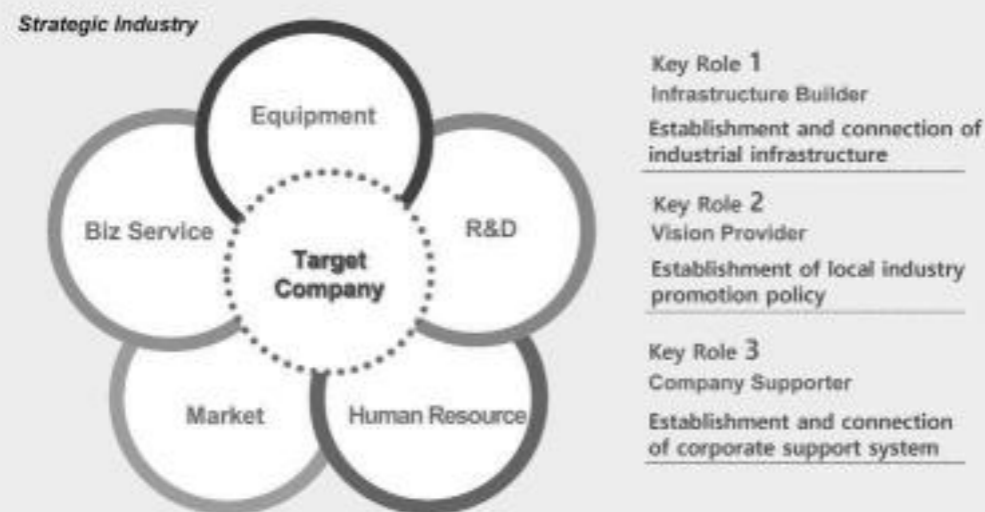 Strategic Industry
Equipment
Biz Service
R&D
Target
Company
Market
Human Resource
Key Role 1
Infrastructure Builder
Establishment and connection of
industrial infrastructure
Key Role 2
Vision Provider
Establishment of local industry
promotion policy
Key Role 3
Company Supporter
Establishment and connection
of corporate support system